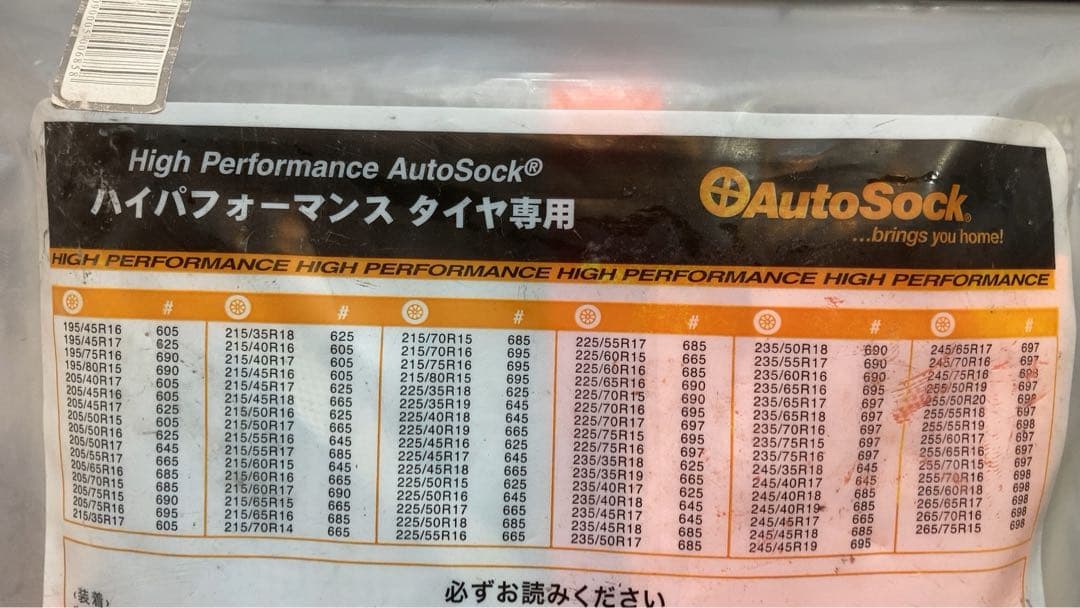 High Performance AutoSock®
ハイパフォーマンス タイヤ専用
AutoSock®
...brings you home!
HIGH PERFORMANCE HIGH PERFORMANCE HIGH PERFORMANCE HIGH PERFORMANCE
#
195/45R16 605
195/45R17 625
195/75R16 690
195/80R15 690
205/40R17 605
205/45R16 605
205/45R17 625
205/50R15 605
205/50R16 625
205/50R17 645
205/55R17 665
205/65R16 685
205/70R15 685
205/75R15 690
205/75R16 695
215/35R17 605
#
215/35R18 625
215/40R16 605
215/40R17 605
215/45R16 605
215/45R17 625
215/45R18 665
215/50R16 625
215/50R17 665
215/55R16 645
215/55R17 685
215/60R15 645
215/60R16 665
215/60R17 690
215/65R15 665
215/65R16 685
215/70R14 665
#
215/70R15 685
215/70R16 695
215/75R16 695
215/80R15 695
225/35R18 625
225/35R19 645
225/40R18 645
225/40R19 665
225/45R16 625
225/45R17 645
225/45R18 665
225/50R15 625
225/50R16 645
225/50R17 665
225/50R18 685
225/55R16 665
#
225/55R17 685
225/60R15 665
225/60R16 685
225/65R16 690
225/70R15 690
225/70R16 695
225/70R17 697
225/75R15 695
225/75R16 697
235/35R18 625
235/35R19 665
235/40R17 625
235/40R18 645
235/45R17 645
235/45R18 685
235/50R17 685
#
235/50R18 690
235/55R17 690
235/60R16 690
235/65R16 695
235/65R17 697
235/70R16 697
235/75R15 697
245/35R18 645
245/40R17 645
245/40R18 685
245/40R19 685
245/45R17 665
245/45R18 685
245/45R19 695
#
245/65R17 697
245/70R16 697
245/75R16 698
255/50R19 697
255/50R20 698
255/55R18 697
255/55R19 698
255/60R17 697
255/65R16 697
255/70R15 697
255/70R16 698
265/60R18 698
265/65R17 698
265/70R16 698
265/75R15 698
必ずお読みください
装着